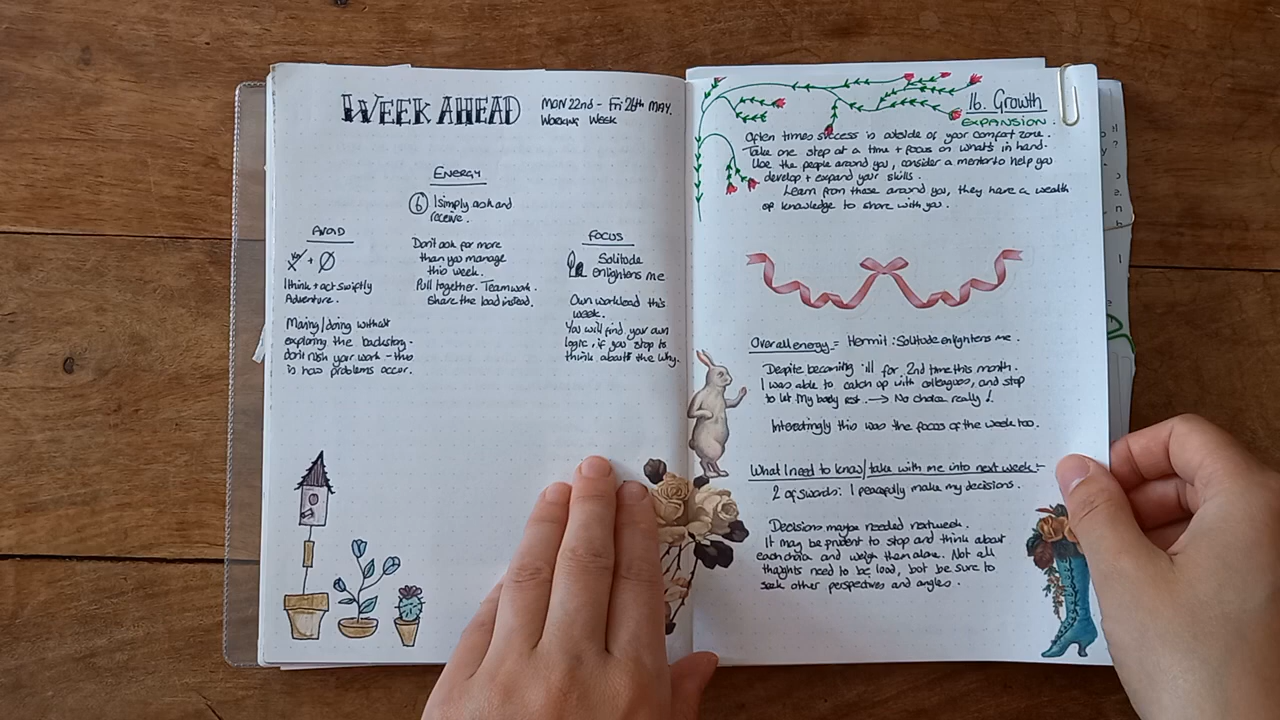 WEEK AHEAD
MON 22nd - Fri 26th MAY.
Working Week
ENERGY
6 I simply ask and
receive.
Don't ask for more
than you manage
this week.
Pull together. Teamwork.
Share the load instead.
AVOID
+
I think + act swiftly
Adventure.
Moving/doing without
exploring the backstory -
don't rush your work - this
is how problems occur.
FOCUS
Solitude
enlightens me
Own workload this
week.
You will find your own
logic, if you stop to
think about the why.
16. Growth
EXPANSION.
Often times success is outside of your comfort zone.
Take one step at a time + focus on what's in hand.
Use the people around you, consider a mentor to help you
develop + expand your skills.
Learn from those around you, they have a wealth
of knowledge to share with you.
Overall energy = Hermit : Solitude enlightens me.
Despite becoming ill for 2nd time this month.
I was able to catch up with colleagues, and stop
to let my body rest. → No choice really!
Interestingly this was the focus of the week too.
What I need to know/take with me into next week:-
2 of swords: I peacefully make my decisions.
Decisions maybe needed next week.
It may be prudent to stop and think about
each choice and weigh them alone. Not all
thoughts need to be loud, but be sure to
seek other perspectives and angles.